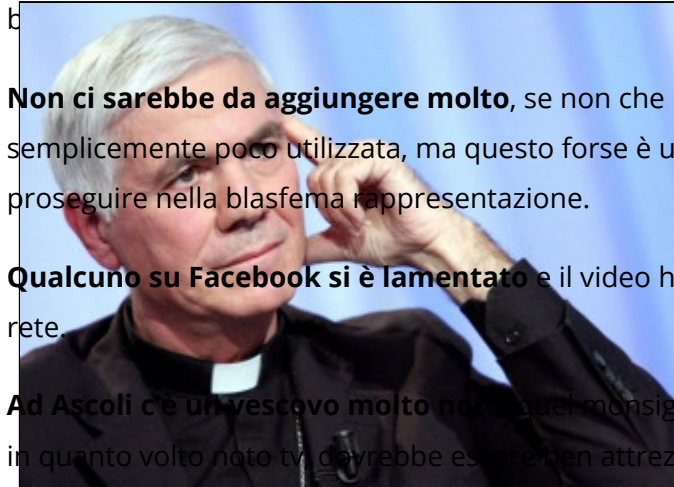 b
Non ci sarebbe da aggiungere molto, se non che
semplicemente poco utilizzata, ma questo forse è u
proseguire nella blasfema rappresentazione.
Qualcuno su Facebook si è lamentato e il video h
rete.
Ad Ascoli c'è un vescovo molto noto, quel monsig
in quanto volto noto tv, dovrebbe essere ben attrez